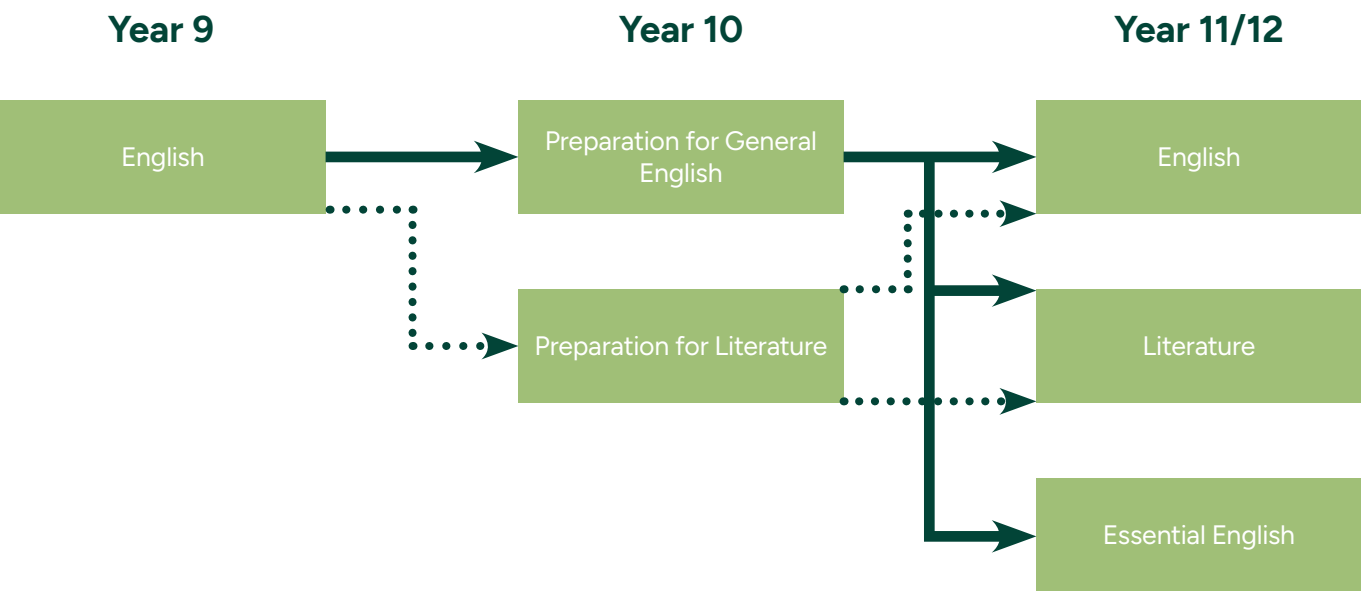 Year 9
Year 10
Year 11/12
English
Preparation for General
English
English
Preparation for Literature
Literature
Essential English